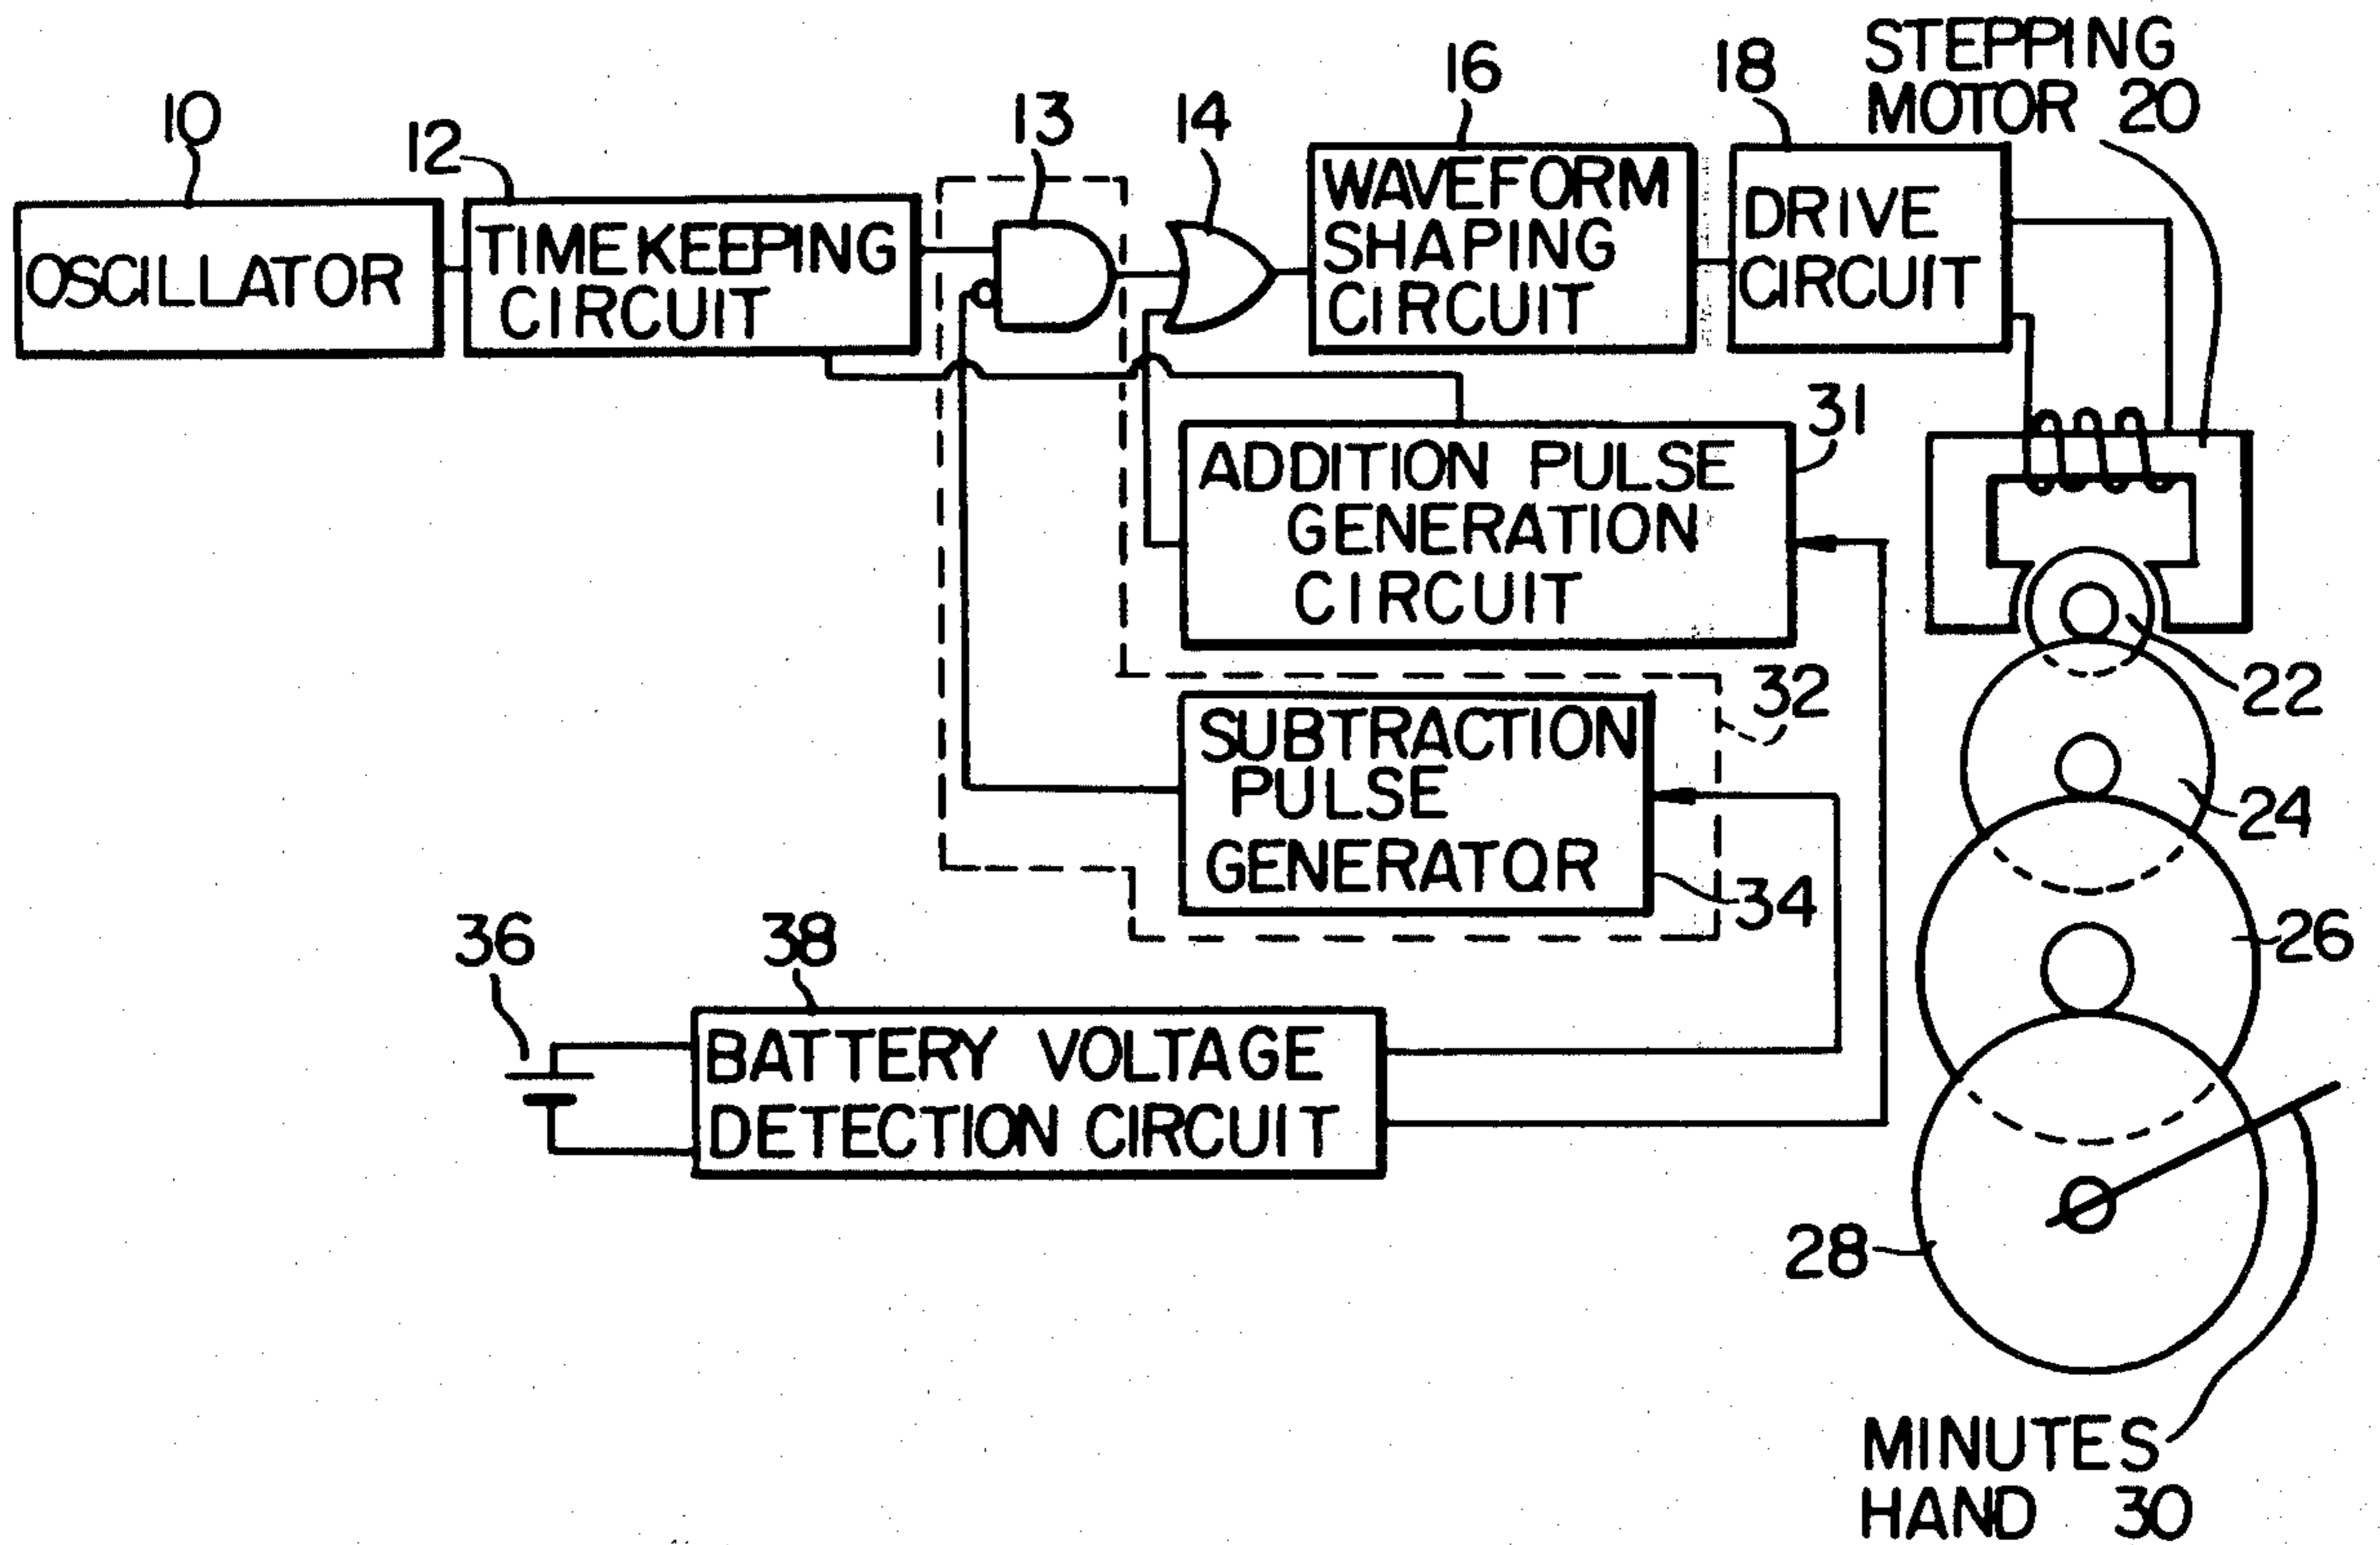 STEPPING
MOTOR 20
10
12
13
14
16
18
OSCILLATOR
TIMEKEEPING
CIRCUIT
WAVEFORM
SHAPING
CIRCUIT
DRIVE
CIRCUIT
31
ADDITION PULSE
GENERATION
CIRCUIT
22
32
SUBTRACTION
PULSE
GENERATOR
24
34
26
36
38
BATTERY VOLTAGE
DETECTION CIRCUIT
28
MINUTES
HAND 30